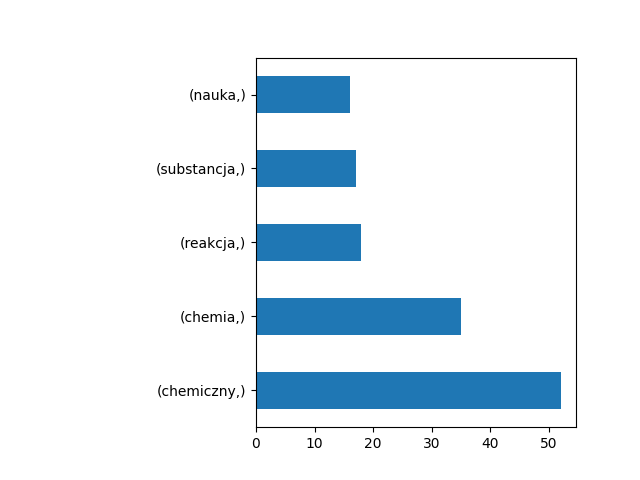 (nauka,)
(substancja,)
(reakcja,)
(chemia,)
(chemiczny,)
0 10 20 30 40 50